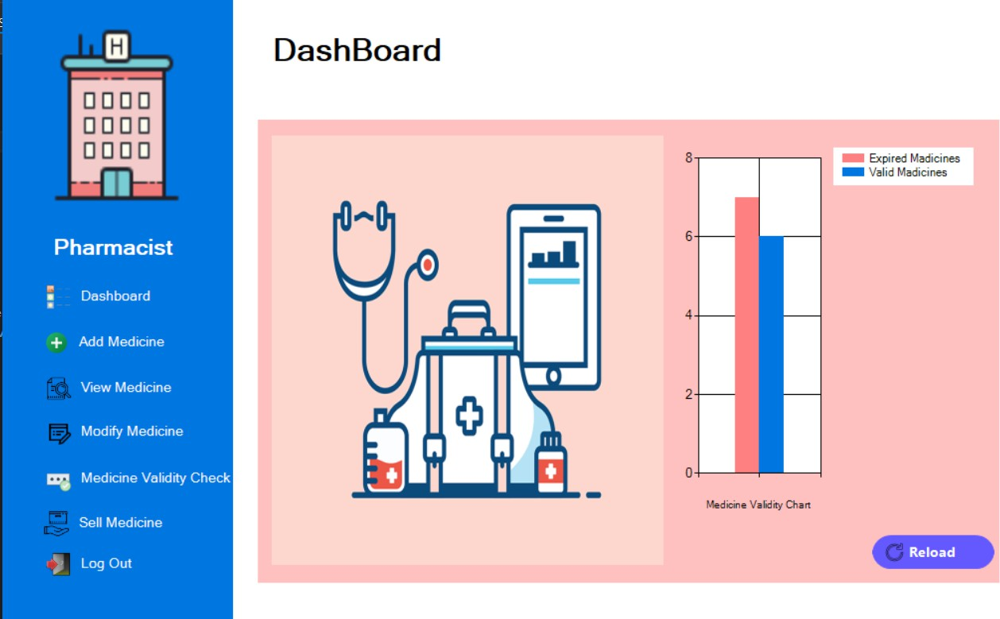 H
Pharmacist
Dashboard
Add Medicine
View Medicine
Modify Medicine
Medicine Validity Check
Sell Medicine
Log Out
DashBoard
8
6
4
2
0
Medicine Validity Chart
Expired Madicines
Valid Madicines
Reload